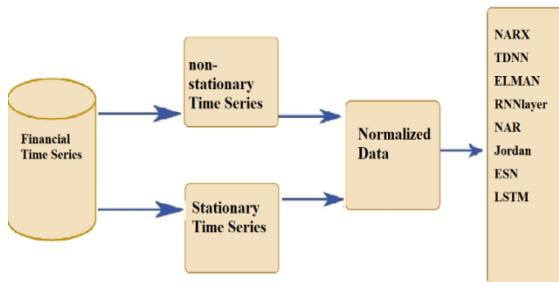 Financial
Time Series
non-
stationary
Time Series
Stationary
Time Series
Normalized
Data
NARX
TDNN
ELMAN
RNNlayer
NAR
Jordan
ESN
LSTM